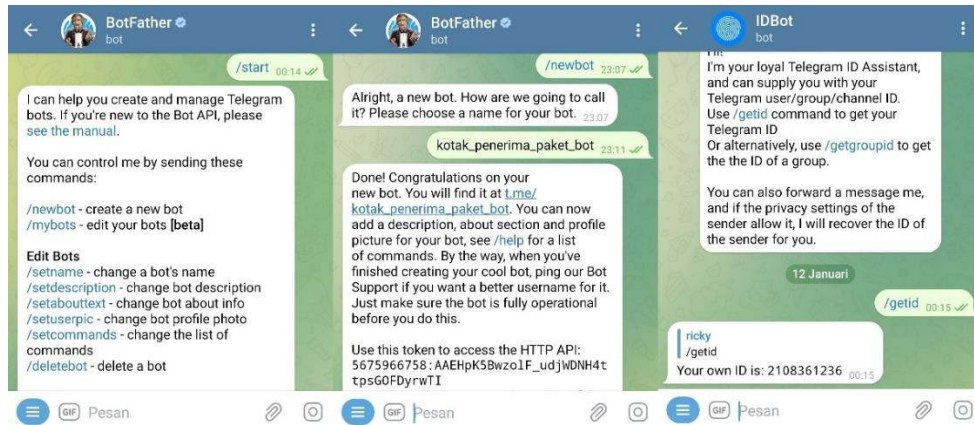 BotFather
bot
/start 00:14
I can help you create and manage Telegram
bots. If you're new to the Bot API, please
see the manual.
You can control me by sending these
commands:
/newbot - create a new bot
/mybots - edit your bots [beta]
Edit Bots
/setname - change a bot's name
/setdescription - change bot description
/setabouttext - change bot about info
/setuserpic - change bot profile photo
/setcommands - change the list of
commands
/deletebot - delete a bot
GIF Pesan
BotFather
bot
/newbot 23:07
Alright, a new bot. How are we going to call
it? Please choose a name for your bot. 23:07
kotak_penerima_paket_bot 23:11
Done! Congratulations on your
new bot. You will find it at t.me/
kotak_penerima_paket_bot. You can now
add a description, about section and profile
picture for your bot, see /help for a list
of commands. By the way, when you've
finished creating your cool bot, ping our Bot
Support if you want a better username for it.
Just make sure the bot is fully operational
before you do this.
Use this token to access the HTTP API:
5675966758:AAEHpK5BwzolF_udjWDNH4t
tpsGOFDyrwTI
GIF Pesan
IDBot
bot
I'm your loyal Telegram ID Assistant,
and can supply you with your
Telegram user/group/channel ID.
Use /getid command to get your
Telegram ID
Or alternatively, use /getgroupid to get
the the ID of a group.
You can also forward a message me,
and if the privacy settings of the
sender allow it, I will recover the ID of
the sender for you.
12 Januari
/getid 00:15
ricky
/getid
Your own ID is: 2108361236 00:15
GIF Pesan